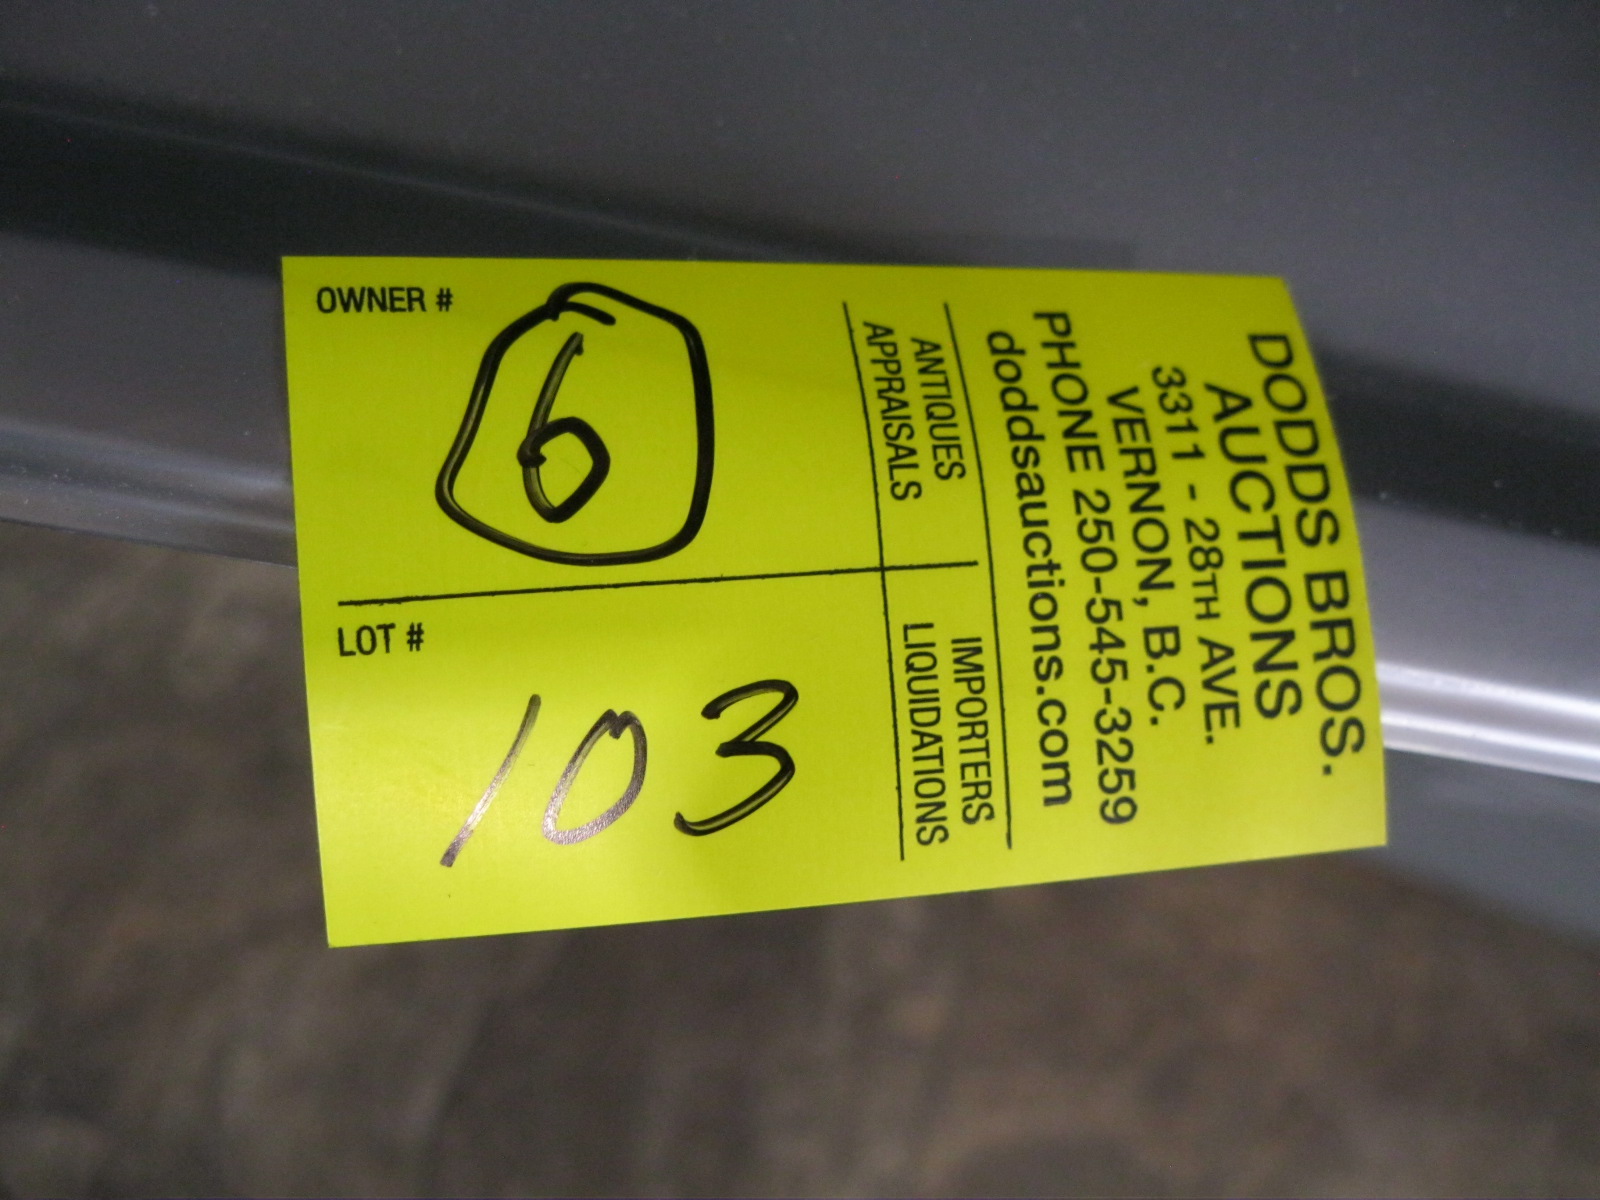 DODDS BROS.
AUCTIONS
3311 - 28TH AVE.
VERNON, B.C.
PHONE 250-545-3259
doddsauctions.com
ANTIQUES
APPRAISALS
IMPORTERS
LIQUIDATIONS
OWNER #
6
LOT #
103